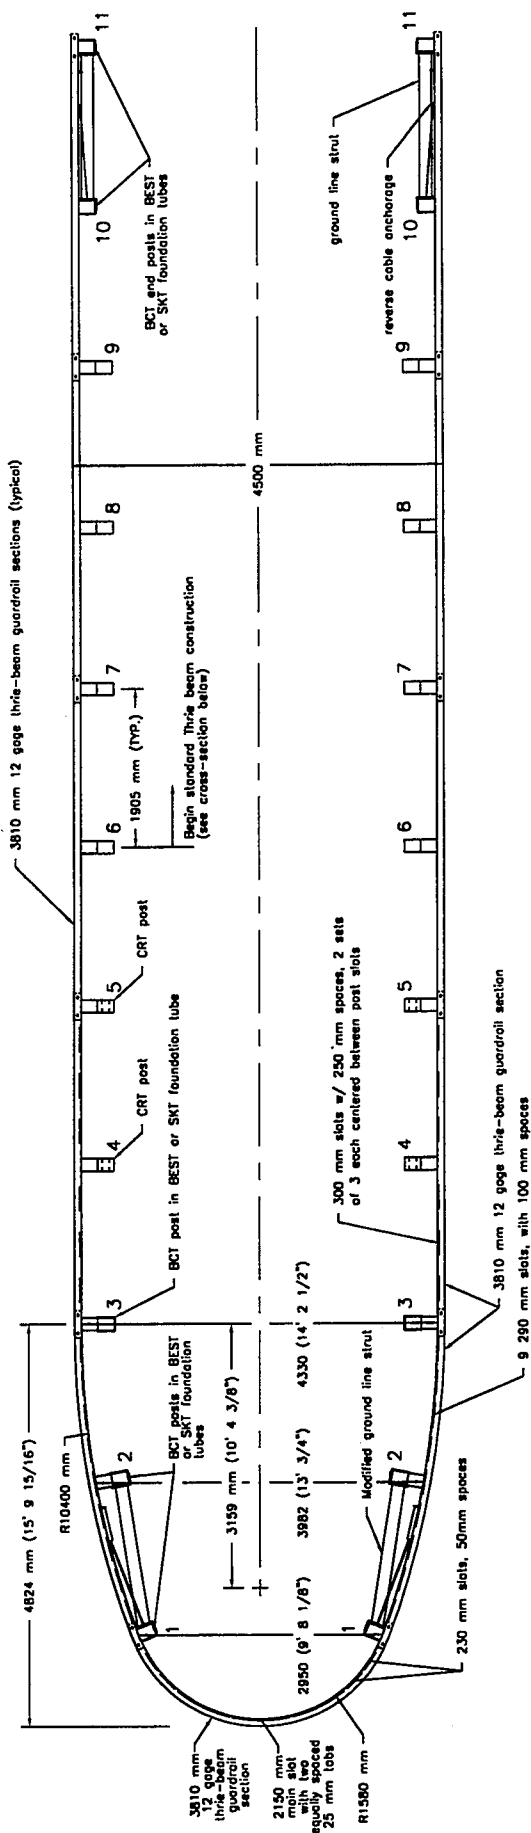 3810 mm 12 gage thrie-beam guardrail sections (typical)
4824 mm (15' 9 15/16")
R10400 mm
3810 mm
12 gage
thrie-beam
guardrail
section
2150 mm
main slot
with two
equally spaced
25 mm tabs
R1580 mm
1
2
3
4
5
6
7
8
9
10
11
BCT posts in BEST
or SKT foundation
tubes
BCT post in BEST or SKT foundation tube
CRT post
CRT post
Begin standard Thrie beam construction
(see cross-section below)
1905 mm (TYP.)
BCT end posts in BEST
or SKT foundation tubes
3159 mm (10' 4 3/8")
2950 (9' 8 1/8")
3982 (13' 3/4")
4330 (14' 2 1/2")
4500 mm
Modified ground line strut
300 mm slots w/ 250 mm spaces, 2 sets
of 3 each centered between post slots
ground line strut
reverse cable anchorage
1
2
3
4
5
6
7
8
9
10
11
230 mm slots, 50mm spaces
3810 mm 12 gage thrie-beam guardrail section
9 290 mm slots, with 100 mm spaces